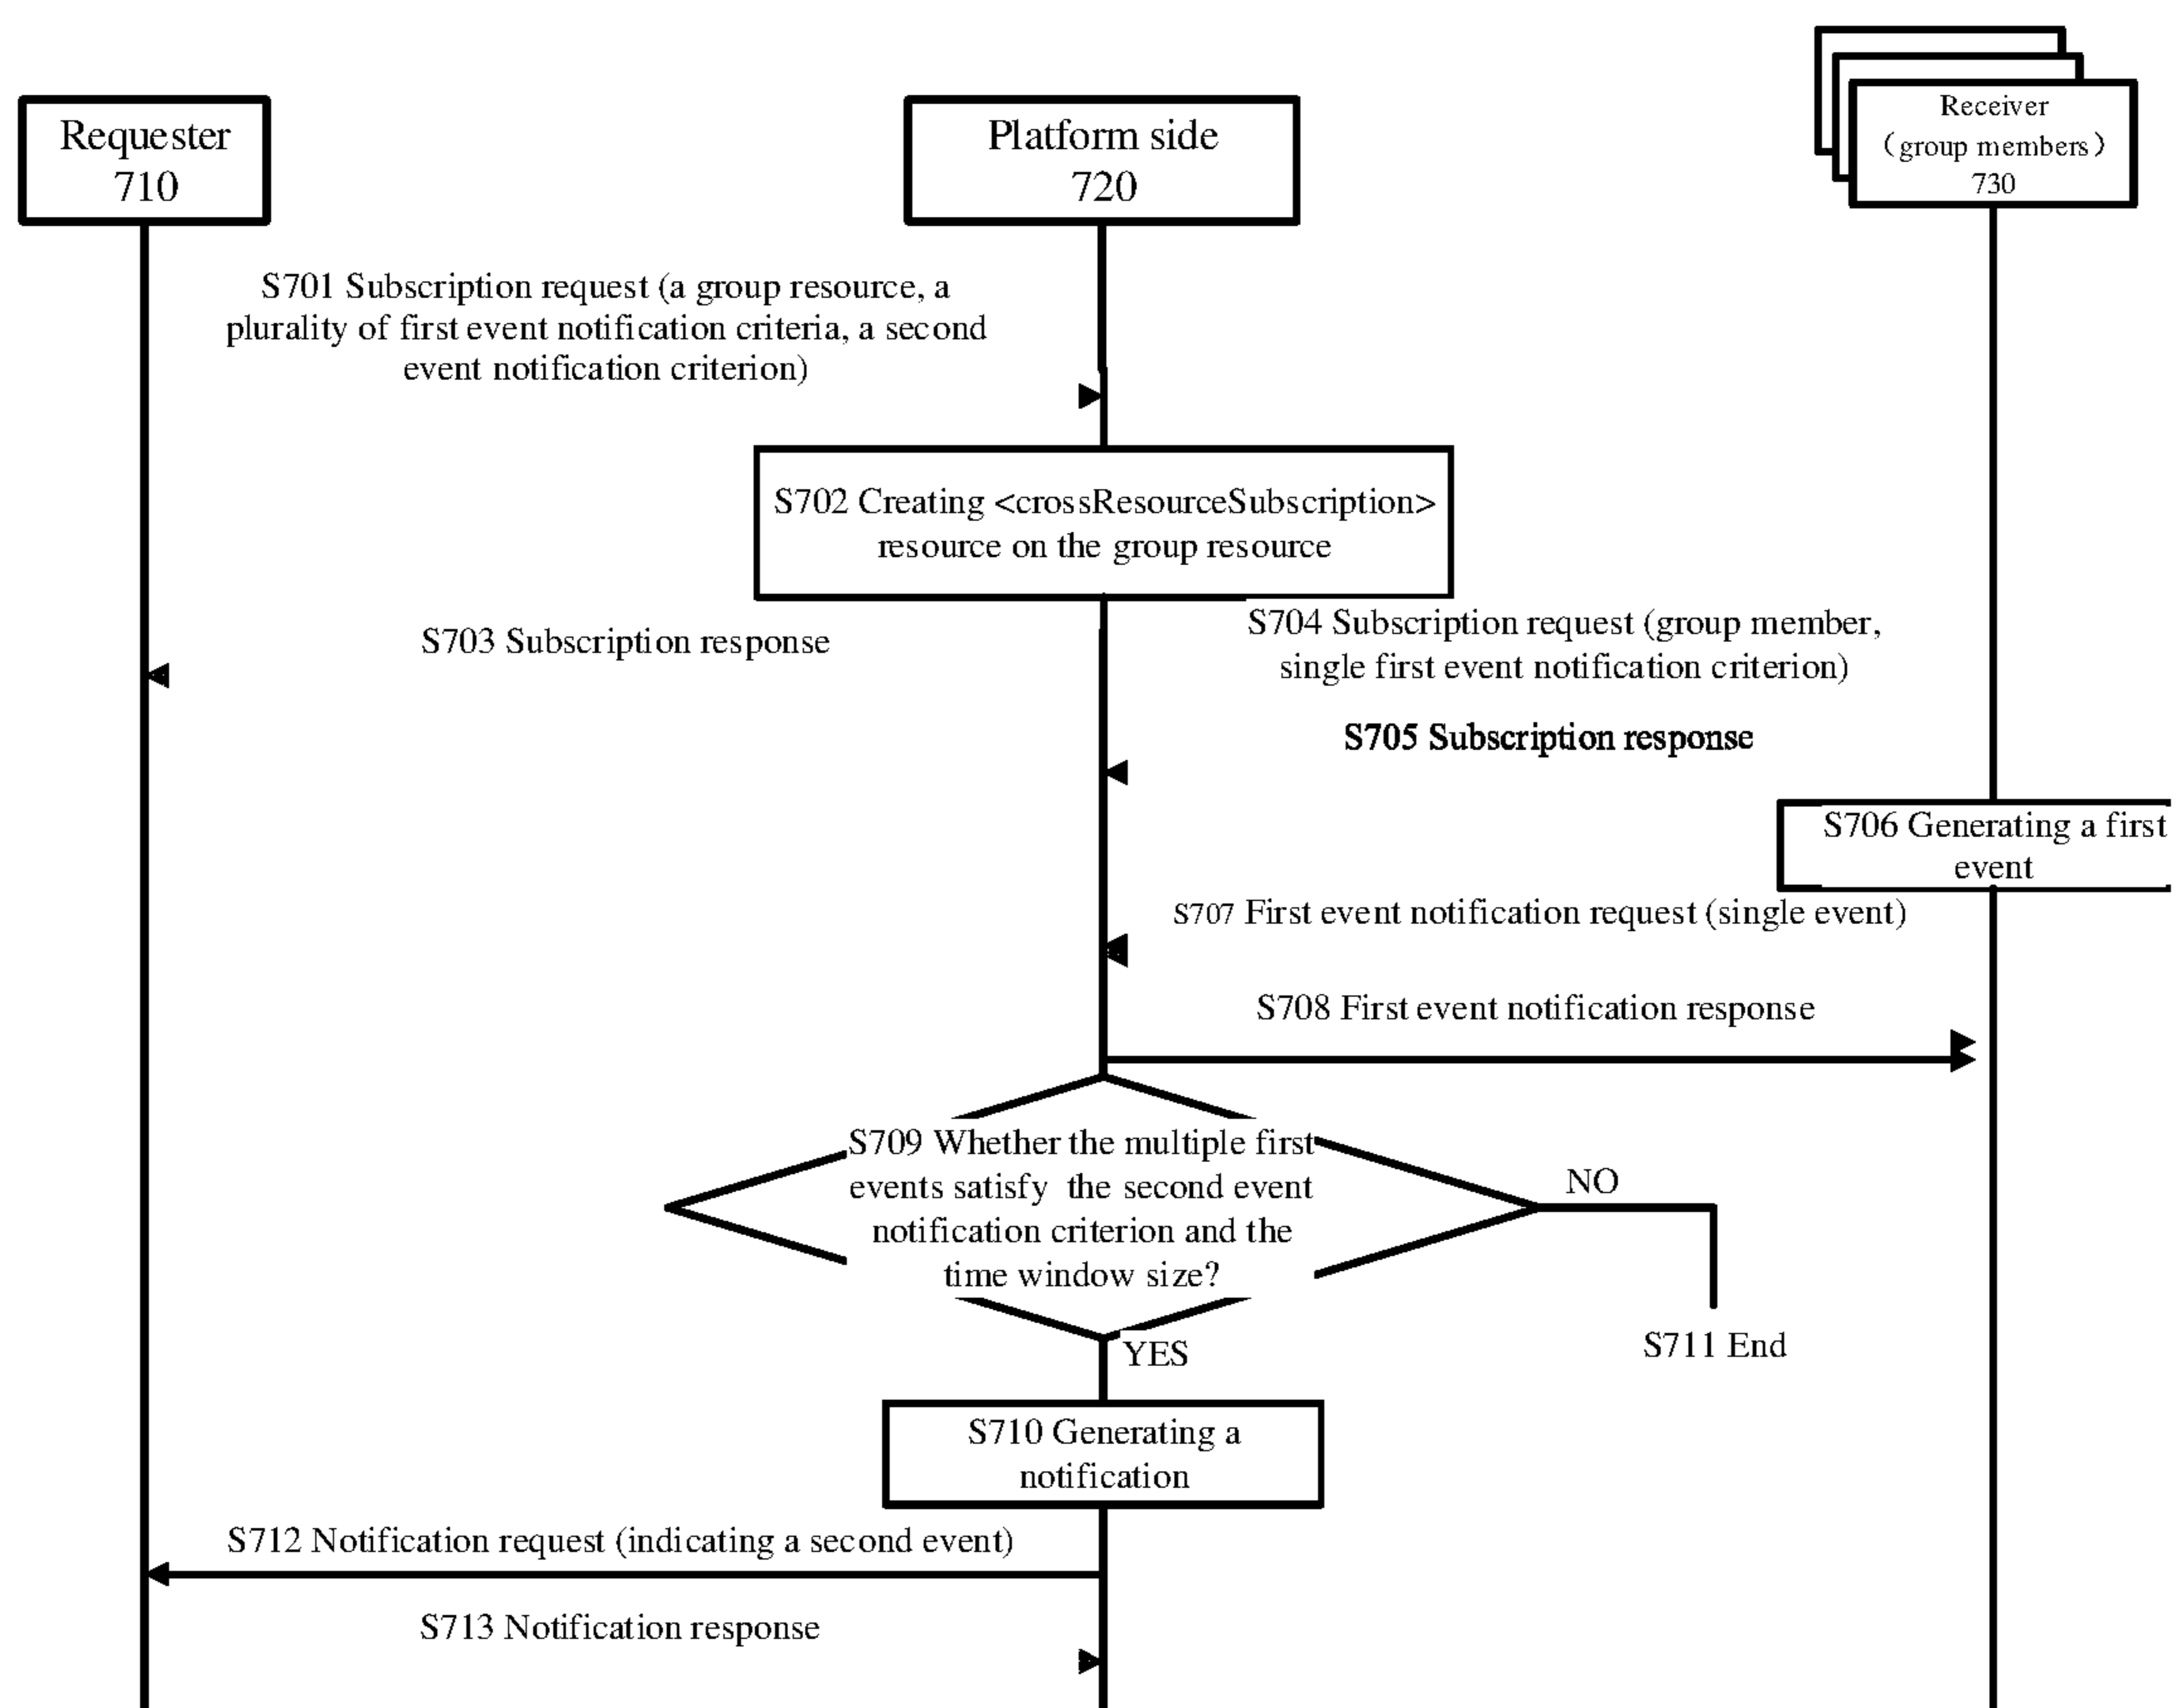 Requester
710
Platform side
720
Receiver
（group members）
730
S701 Subscription request (a group resource, a
plurality of first event notification criteria, a second
event notification criterion)
S702 Creating <crossResourceSubscription>
resource on the group resource
S703 Subscription response
S704 Subscription request (group member,
single first event notification criterion)
S705 Subscription response
S706 Generating a first
event
S707 First event notification request (single event)
S708 First event notification response
S709 Whether the multiple first
events satisfy the second event
notification criterion and the
time window size?
NO
YES
S711 End
S710 Generating a
notification
S712 Notification request (indicating a second event)
S713 Notification response